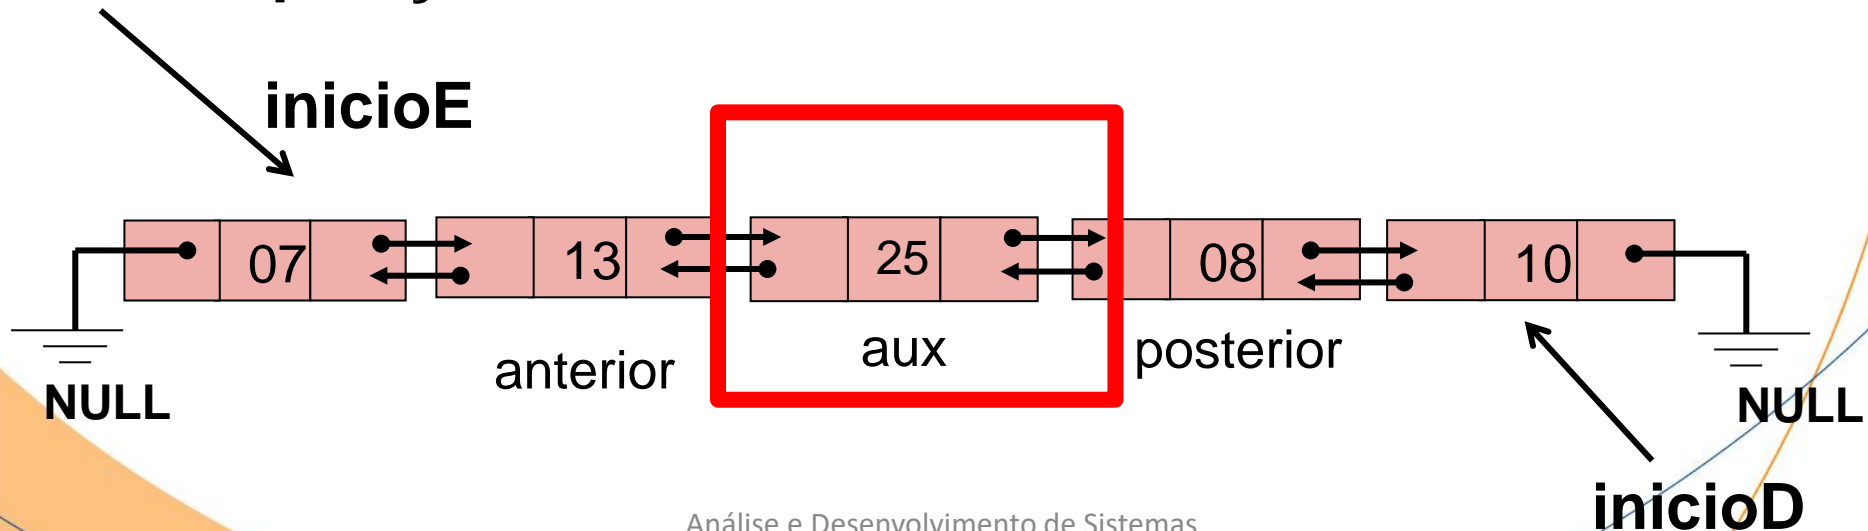 inicioE
07 13 25 08 10
anterior aux posterior
NULL NULL
inicioD
Análise e Desenvolvimento de Sistemas